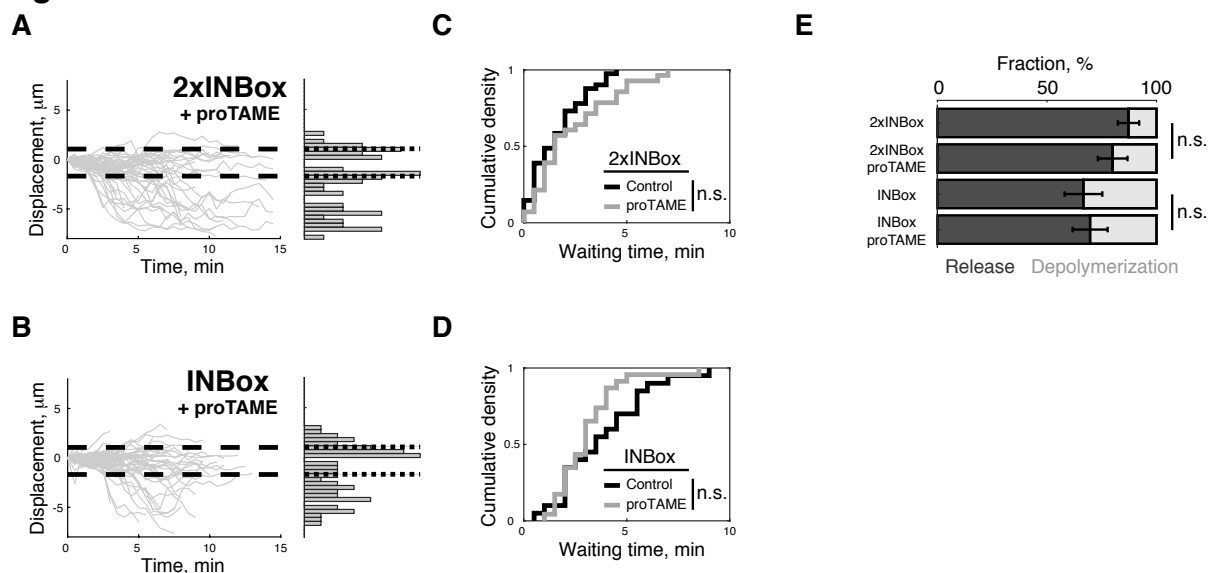 A
2xINBox
+ proTAME
Displacement, μm
5
0
-5
0
5
10
15
Time, min
B
INBox
+ proTAME
Displacement, μm
5
0
-5
0
5
10
15
Time, min
C
Cumulative density
1
0.5
0
0
5
10
2xINBox
Control
proTAME
n.s.
Waiting time, min
D
Cumulative density
1
0.5
0
0
5
10
INBox
Control
proTAME
n.s.
Waiting time, min
E
Fraction, %
0
50
100
2xINBox
2xINBox
proTAME
INBox
INBox
proTAME
n.s.
n.s.
Release
Depolymerization